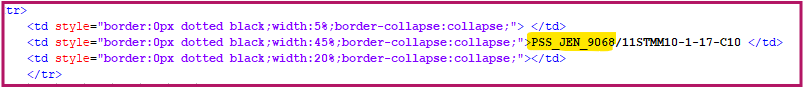 tr>
<td style="border:0px dotted black;width:5%;border-collapse:collapse;"> </td>
<td style="border:0px dotted black;width:45%;border-collapse:collapse;">PSS_JEN_9068/11STMM10-1-17-C10 </td>
<td style="border:0px dotted black;width:20%;border-collapse:collapse;"> </td>
</tr>